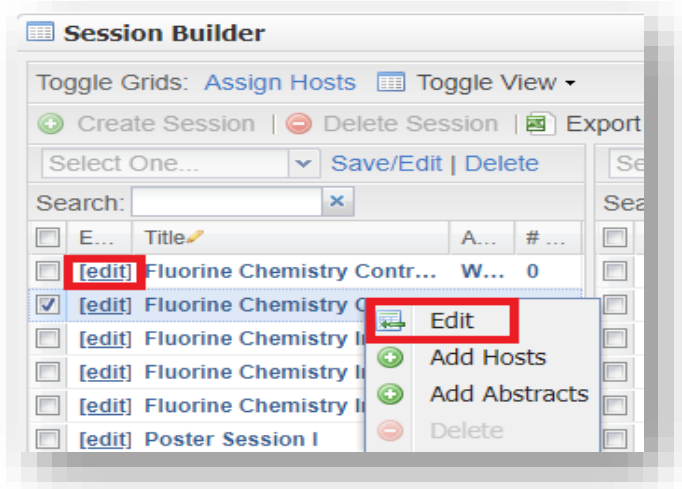 Session Builder
Toggle Grids: Assign Hosts Toggle View
Create Session | Delete Session | Export
Select One... Save/Edit | Delete Se
Search: Sea
E... Title A... # ...
[edit] Fluorine Chemistry Contr... W... 0
[edit] Fluorine Chemistry C
Edit
[edit] Fluorine Chemistry I
Add Hosts
[edit] Fluorine Chemistry I
Add Abstracts
[edit] Fluorine Chemistry I
Delete
[edit] Poster Session I